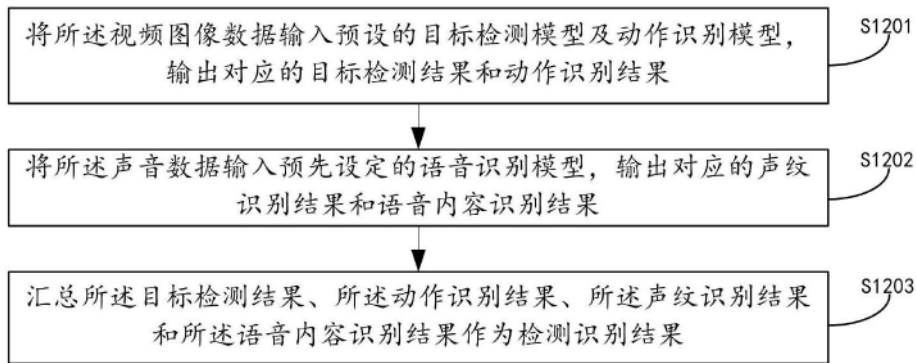 将所述视频图像数据输入预设的目标检测模型及动作识别模型,
输出对应的目标检测结果和动作识别结果
S1201
将所述声音数据输入预先设定的语音识别模型,输出对应的声纹
识别结果和语音内容识别结果
S1202
汇总所述目标检测结果、所述动作识别结果、所述声纹识别结果
和所述语音内容识别结果作为检测识别结果
S1203